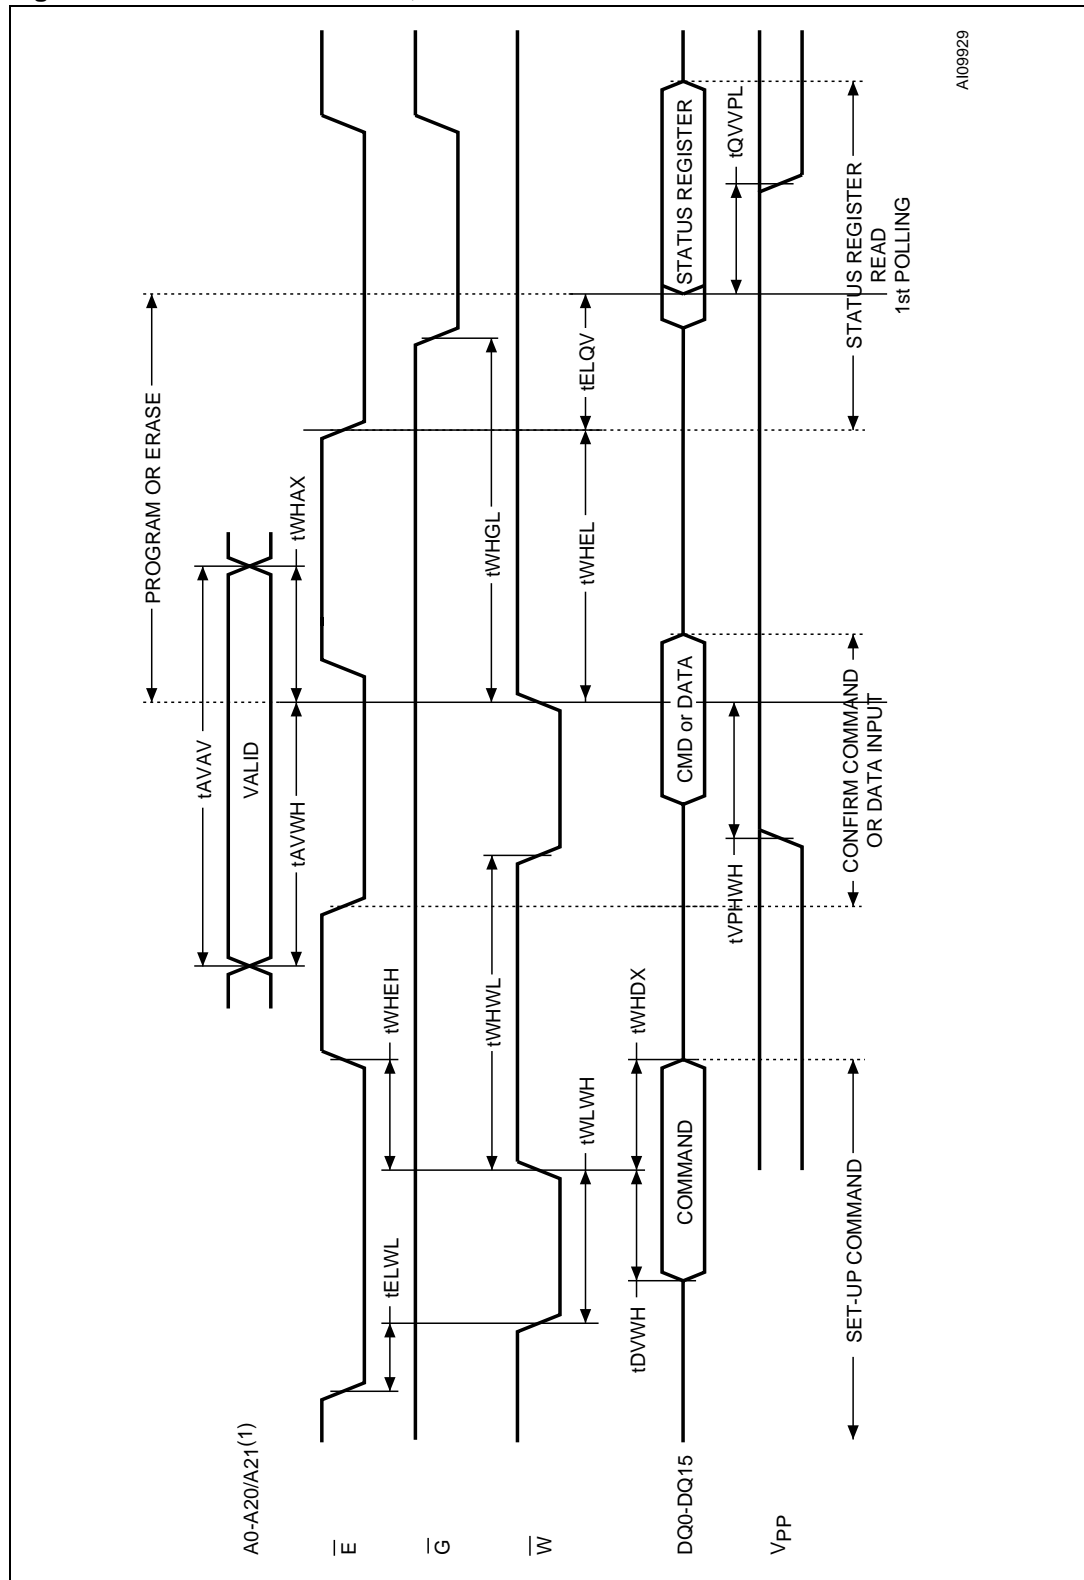 PROGRAM OR ERASE
tAVAV
A0-A20/A21(1)
VALID
tAVWH
tWHAX
E
tELWL
tWHEH
G
tWHWL
tWHGL
W
tWLWH
tWHEL
tELQV
tDVWH
tWHDX
DQ0-DQ15
COMMAND
CMD or DATA
STATUS REGISTER
tVPHWH
tQVVPL
VPP
SET-UP COMMAND
CONFIRM COMMAND
OR DATA INPUT
STATUS REGISTER
READ
1st POLLING
AI09929